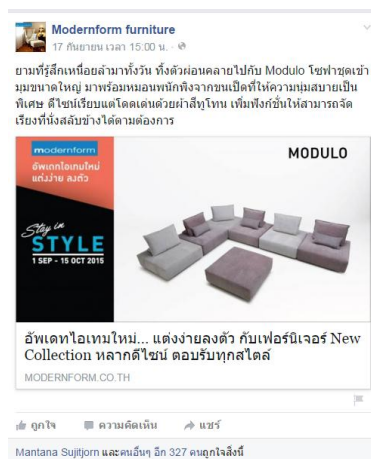 Modernform furniture
17 กันยายน เวลา 15:00 น. ·
ยามที่รู้สึกเหนื่อยล้ามาทั้งวัน ทิ้งตัวผ่อนคลายไปกับ Modulo โซฟาชุดเข้า
มุมขนาดใหญ่ มาพร้อมหมอนพนักพิงจากขนเป็ดที่ให้ความนุ่มสบายเป็น
พิเศษ ดีไซน์เรียบแต่โดดเด่นด้วยผ้าสีทูโทน เพิ่มฟังก์ชั่นให้สามารถจัด
เรียงที่นั่งสลับข้างได้ตามต้องการ
modernform
อัพเดทไอเทมใหม่
แต่งง่าย ลงตัว
MODULO
Stay in
STYLE
1 SEP - 15 OCT 2015
อัพเดทไอเทมใหม่... แต่งง่ายลงตัว กับเฟอร์นิเจอร์ New
Collection หลากดีไซน์ ตอบรับทุกสไตล์
MODERNFORM.CO.TH
ถูกใจ ความคิดเห็น แชร์
Mantana Sujitjorn และคนอื่นๆ อีก 327 คนถูกใจสิ่งนี้